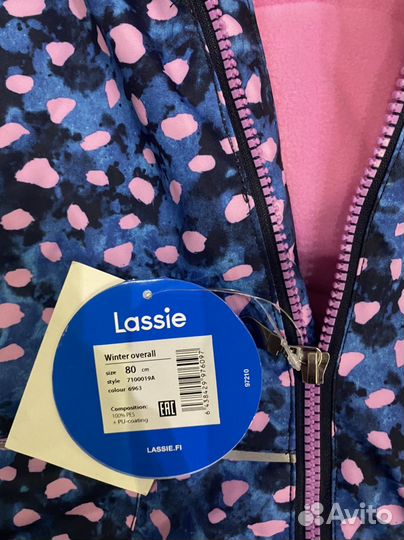 Lassie
Winter overall
size 80 cm
style 7100019A
colour 6963
Composition:
100% PES
+ PU-coating
EAC
6 438429 976097
97210
LASSIE.FI
Avito